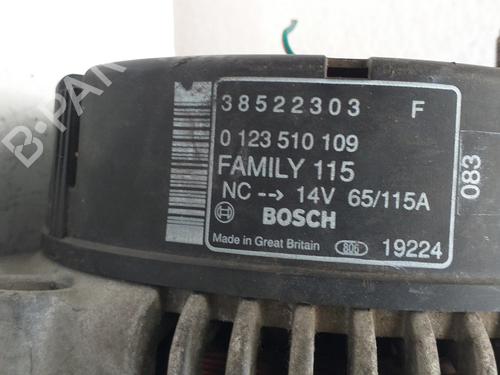 38522303 F
0 123 510 109
FAMILY 115
NC --> 14V 65/115A
BOSCH
Made in Great Britain 806 19224
083
B-PARTS